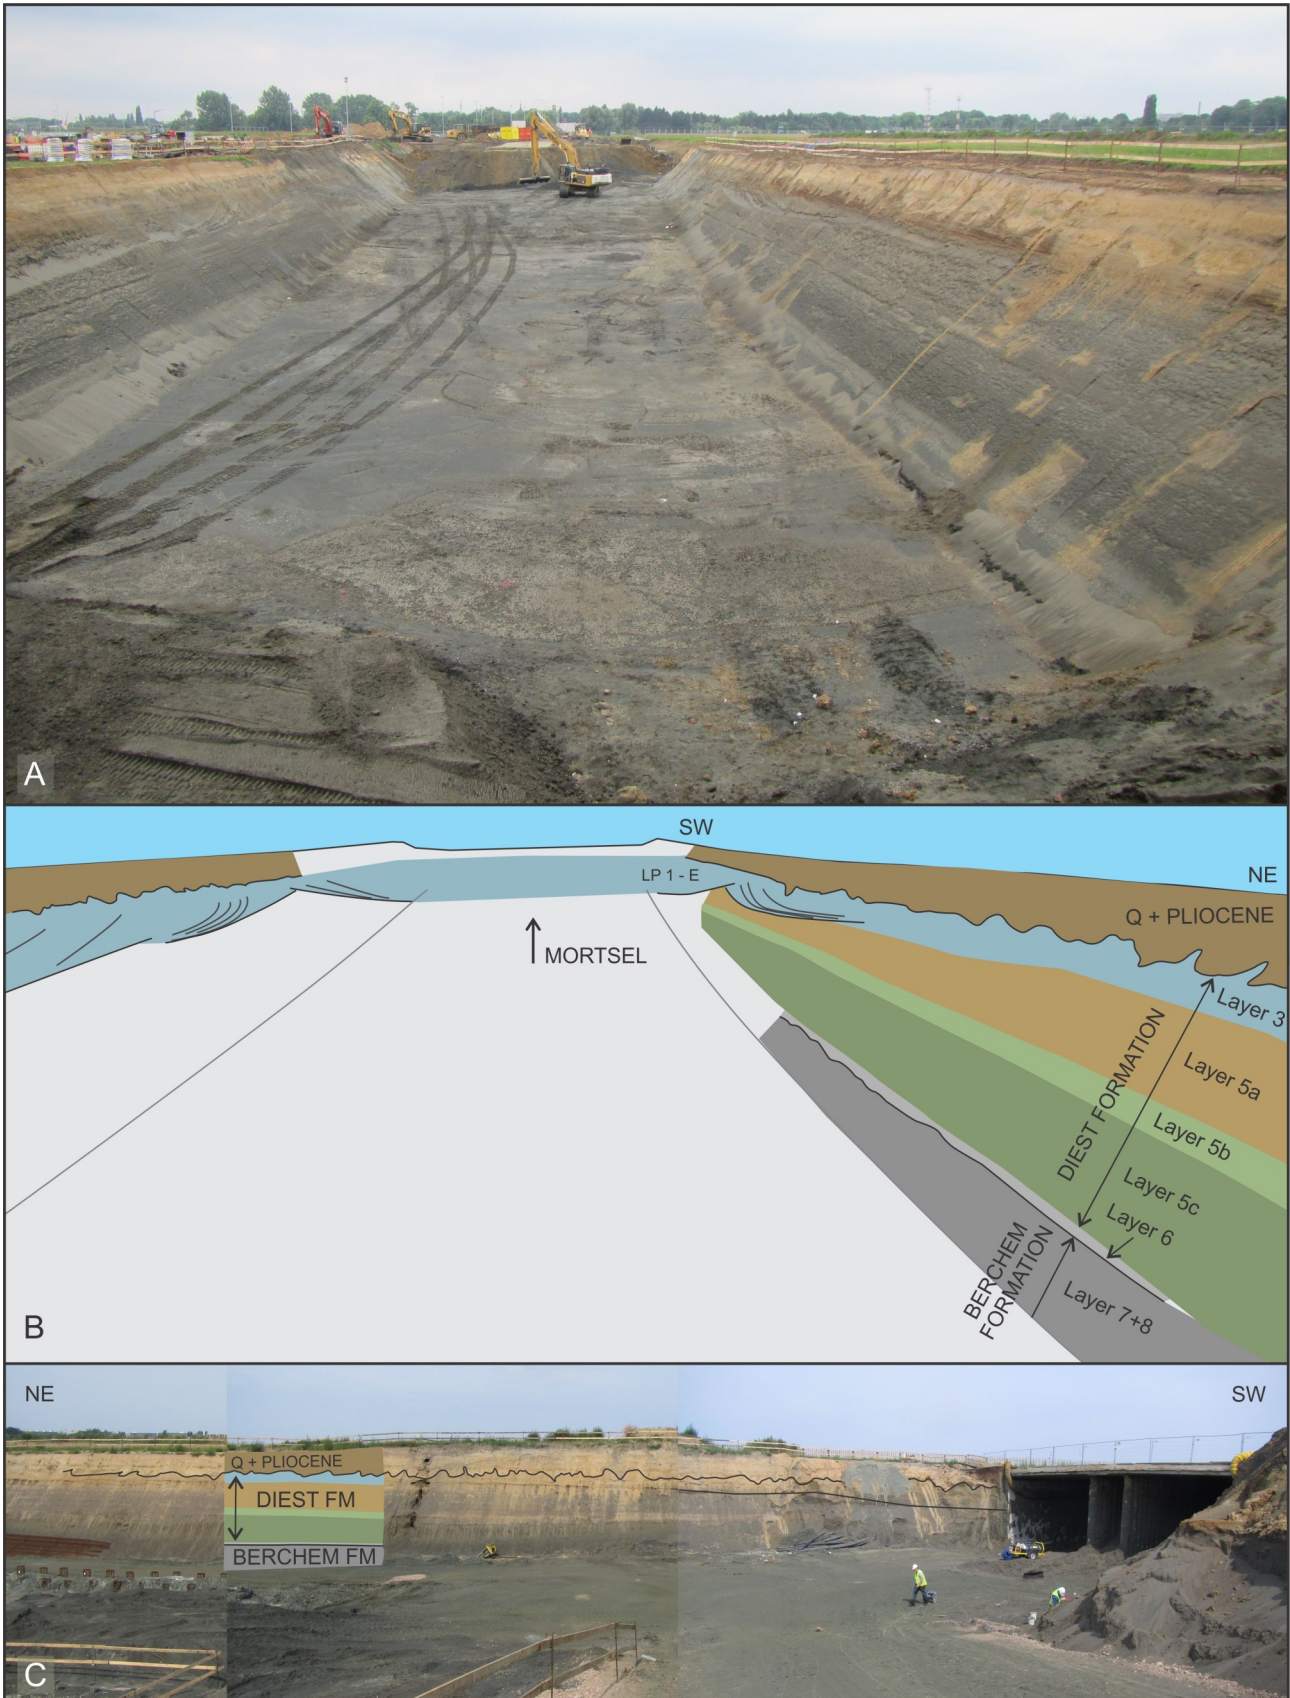 A
SW
NE
LP 1 - E
Q + PLIOCENE
MORTSEL
Layer 3
DIEST FORMATION
Layer 5a
Layer 5b
Layer 5c
Layer 6
BERCHEM
FORMATION
Layer 7+8
B
NE
SW
Q + PLIOCENE
DIEST FM
BERCHEM FM
C